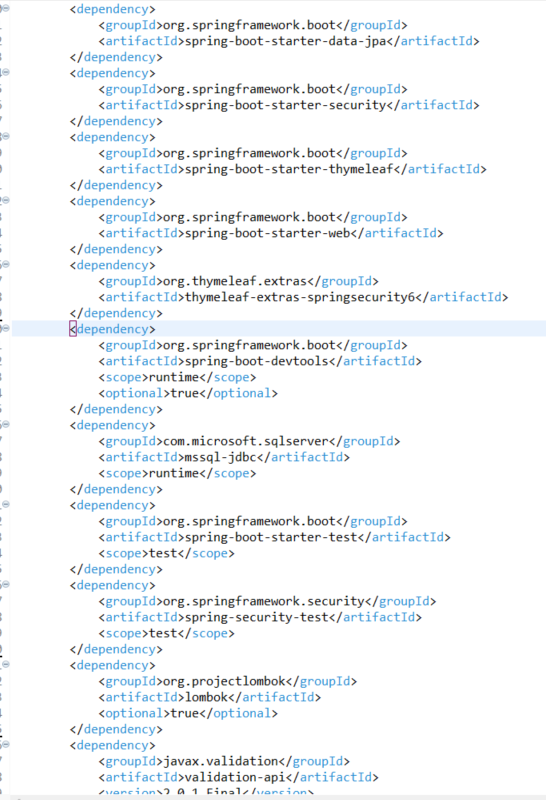 <dependency>
<groupId>org.springframework.boot</groupId>
<artifactId>spring-boot-starter-data-jpa</artifactId>
</dependency>
<dependency>
<groupId>org.springframework.boot</groupId>
<artifactId>spring-boot-starter-security</artifactId>
</dependency>
<dependency>
<groupId>org.springframework.boot</groupId>
<artifactId>spring-boot-starter-thymeleaf</artifactId>
</dependency>
<dependency>
<groupId>org.springframework.boot</groupId>
<artifactId>spring-boot-starter-web</artifactId>
</dependency>
<dependency>
<groupId>org.thymeleaf.extras</groupId>
<artifactId>thymeleaf-extras-springsecurity6</artifactId>
</dependency>
<dependency>
<groupId>org.springframework.boot</groupId>
<artifactId>spring-boot-devtools</artifactId>
<scope>runtime</scope>
<optional>true</optional>
</dependency>
<dependency>
<groupId>com.microsoft.sqlserver</groupId>
<artifactId>mssql-jdbc</artifactId>
<scope>runtime</scope>
</dependency>
<dependency>
<groupId>org.springframework.boot</groupId>
<artifactId>spring-boot-starter-test</artifactId>
<scope>test</scope>
</dependency>
<dependency>
<groupId>org.springframework.security</groupId>
<artifactId>spring-security-test</artifactId>
<scope>test</scope>
</dependency>
<dependency>
<groupId>org.projectlombok</groupId>
<artifactId>lombok</artifactId>
<optional>true</optional>
</dependency>
<dependency>
<groupId>javax.validation</groupId>
<artifactId>validation-api</artifactId>
<version>2.0.1.Final</version>